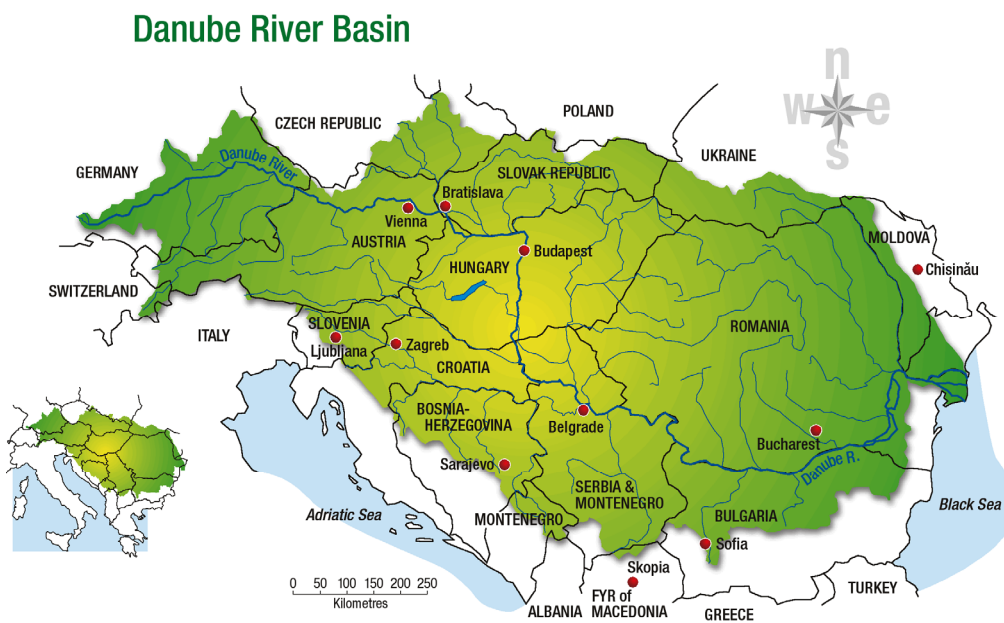 Danube River Basin
n
w e
s
POLAND
CZECH REPUBLIC
UKRAINE
GERMANY
Danube River
SLOVAK REPUBLIC
Bratislava
Vienna
AUSTRIA
MOLDOVA
Budapest
HUNGARY
Chisinău
SWITZERLAND
ITALY
SLOVENIA
ROMANIA
Ljubljana
Zagreb
CROATIA
BOSNIA-
HERZEGOVINA
Belgrade
Bucharest
Sarajevo
Danube R.
SERBIA &
MONTENEGRO
Adriatic Sea
MONTENEGRO
BULGARIA
Black Sea
Sofia
Skopia
0 50 100 150 200 250
Kilometres
ALBANIA
FYR of
MACEDONIA
GREECE
TURKEY